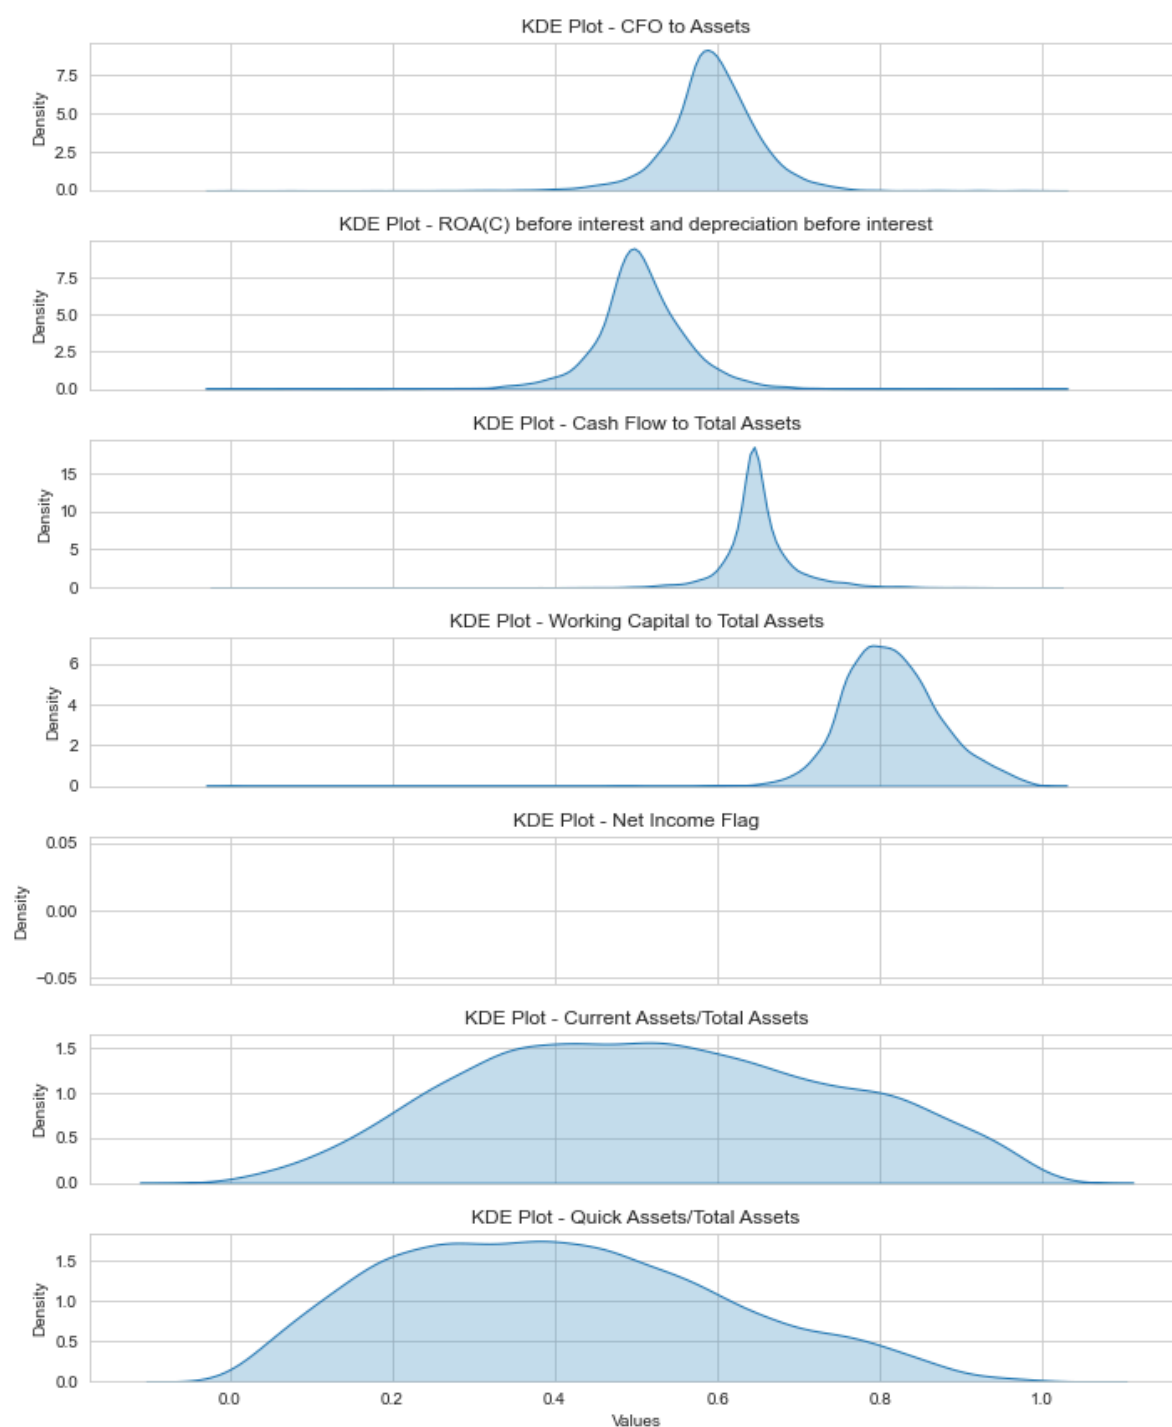 KDE Plot - CFO to Assets
7.5
5.0
2.5
0.0
Density
KDE Plot - ROA(C) before interest and depreciation before interest
7.5
5.0
2.5
0.0
Density
KDE Plot - Cash Flow to Total Assets
15
10
5
0
Density
KDE Plot - Working Capital to Total Assets
6
4
2
0
Density
KDE Plot - Net Income Flag
0.05
0.00
−0.05
Density
KDE Plot - Current Assets/Total Assets
1.5
1.0
0.5
0.0
Density
KDE Plot - Quick Assets/Total Assets
1.5
1.0
0.5
0.0
Density
0.0 0.2 0.4 0.6 0.8 1.0
Values